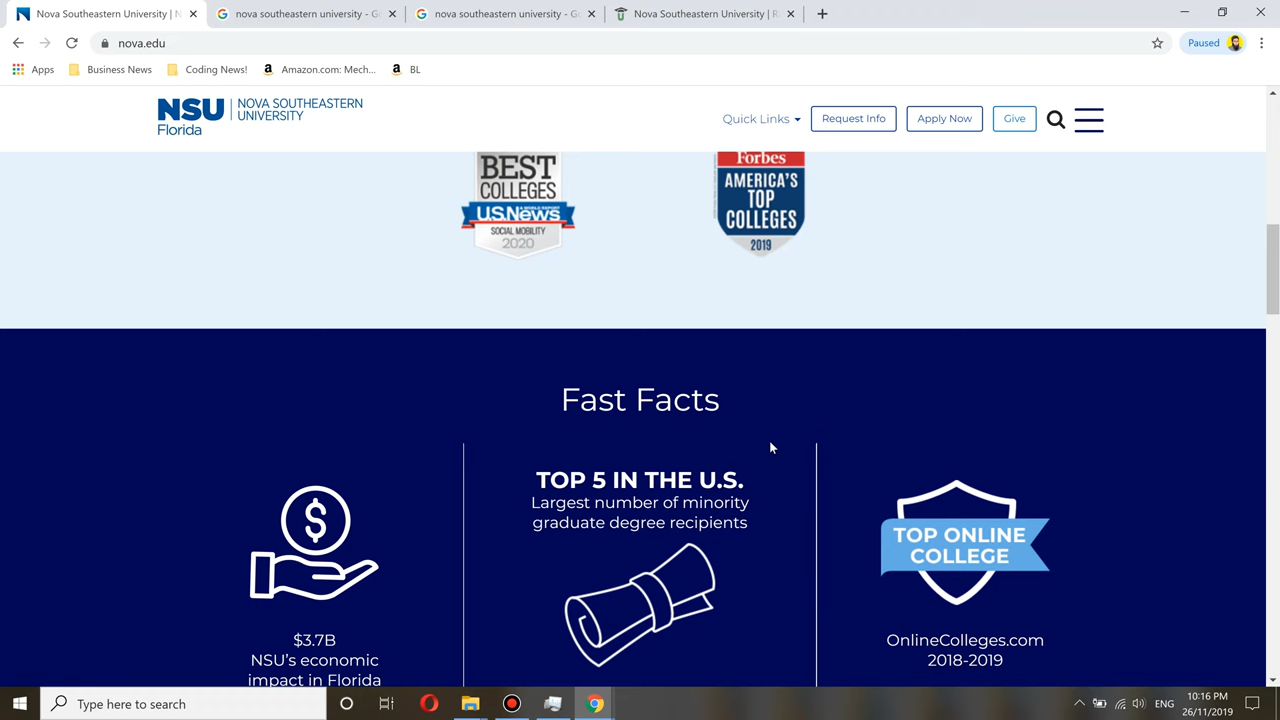 Nova Southeastern University | N
nova southeastern university - G
nova southeastern university - G
Nova Southeastern University | R
nova.edu
Paused
Apps
Business News
Coding News!
Amazon.com: Mech...
BL
NSU
Florida
NOVA SOUTHEASTERN
UNIVERSITY
Quick Links
Request Info
Apply Now
Give
BEST
COLLEGES
U.S.News
& WORLD REPORT
SOCIAL MOBILITY
2020
Forbes
AMERICA'S
TOP
COLLEGES
2019
Fast Facts
$3.7B
NSU's economic
impact in Florida
TOP 5 IN THE U.S.
Largest number of minority
graduate degree recipients
TOP ONLINE
COLLEGE
OnlineColleges.com
2018-2019
Type here to search
ENG
10:16 PM
26/11/2019